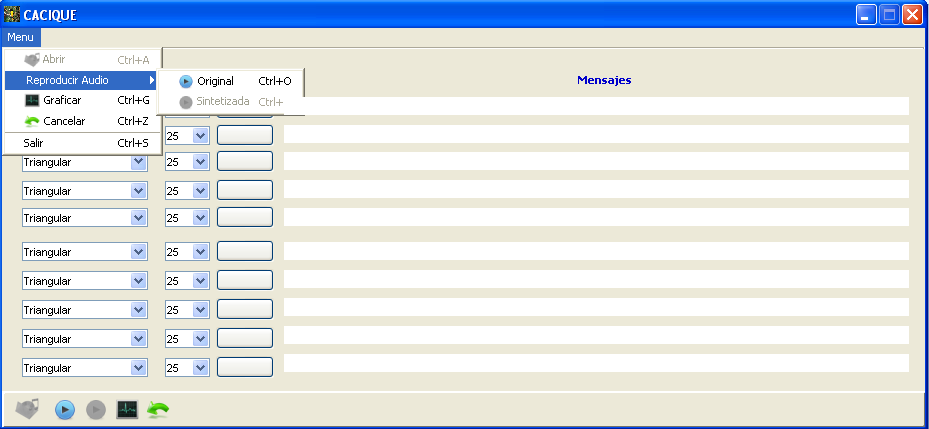 CACIQUE
Menu
Abrir Ctrl+A
Reproducir Audio
Original Ctrl+O
Mensajes
Graficar Ctrl+G
Sintetizada Ctrl+
Cancelar Ctrl+Z
25
Salir Ctrl+S
Triangular 25
Triangular 25
Triangular 25
Triangular 25
Triangular 25
Triangular 25
Triangular 25
Triangular 25